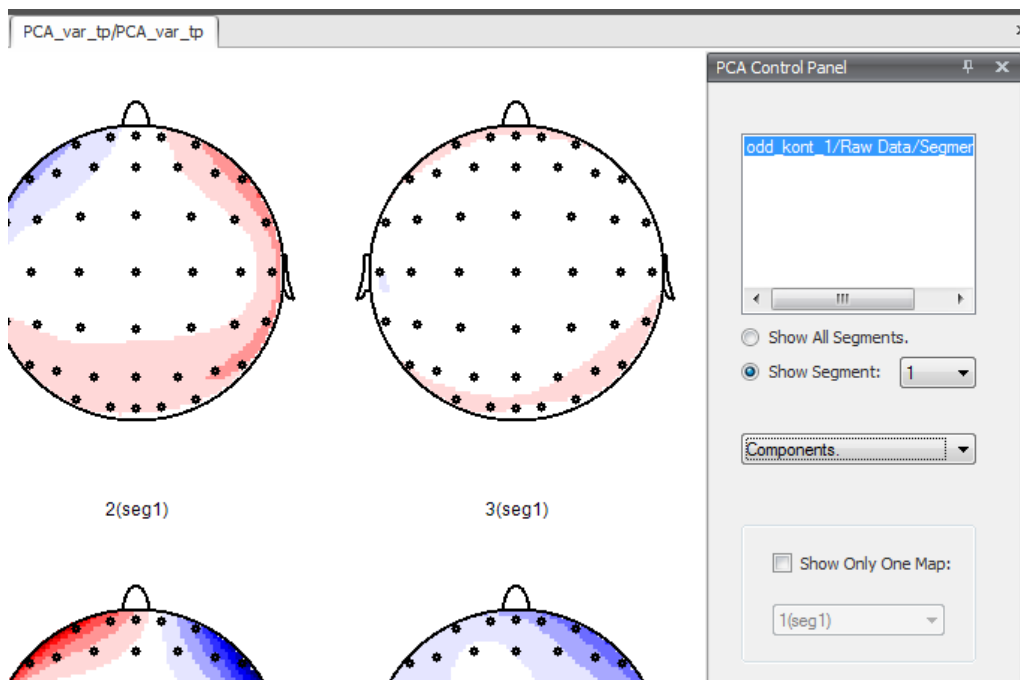 PCA_var_tp/PCA_var_tp
PCA Control Panel
odd_kont_1/Raw Data/Segmer
Show All Segments.
Show Segment: 1
Components.
2(seg1)
3(seg1)
Show Only One Map:
1(seg1)